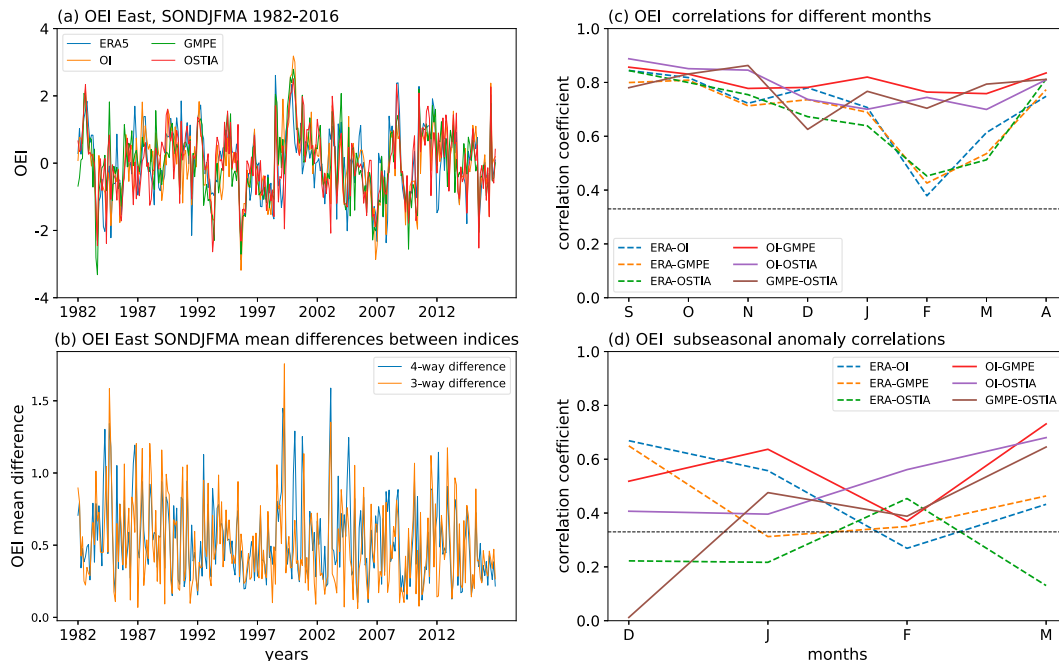 (a) OEI East, SONDJFMA 1982-2016
ERA5
OI
GMPE
OSTIA
4
2
0
-2
-4
OEI
1982 1987 1992 1997 2002 2007 2012
(c) OEI correlations for different months
1.0
0.8
0.6
0.4
0.2
0.0
correlation coefficient
ERA-OI
ERA-GMPE
ERA-OSTIA
OI-GMPE
OI-OSTIA
GMPE-OSTIA
S O N D J F M A
(b) OEI East SONDJFMA mean differences between indices
4-way difference
3-way difference
1.5
1.0
0.5
0.0
OEI mean difference
1982 1987 1992 1997 2002 2007 2012
years
(d) OEI subseasonal anomaly correlations
1.0
0.8
0.6
0.4
0.2
0.0
correlation coefficient
ERA-OI
ERA-GMPE
ERA-OSTIA
OI-GMPE
OI-OSTIA
GMPE-OSTIA
D J F M
months